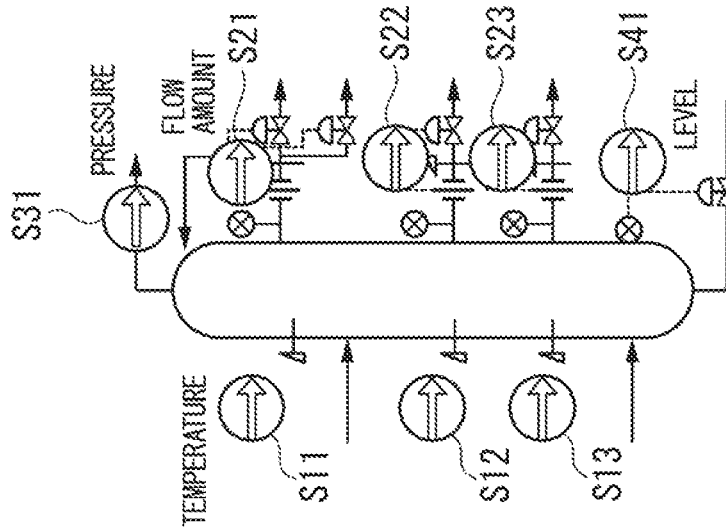 S31
PRESSURE
FLOW
AMOUNT
S21
S22
S23
S41
LEVEL
TEMPERATURE
S11
S12
S13